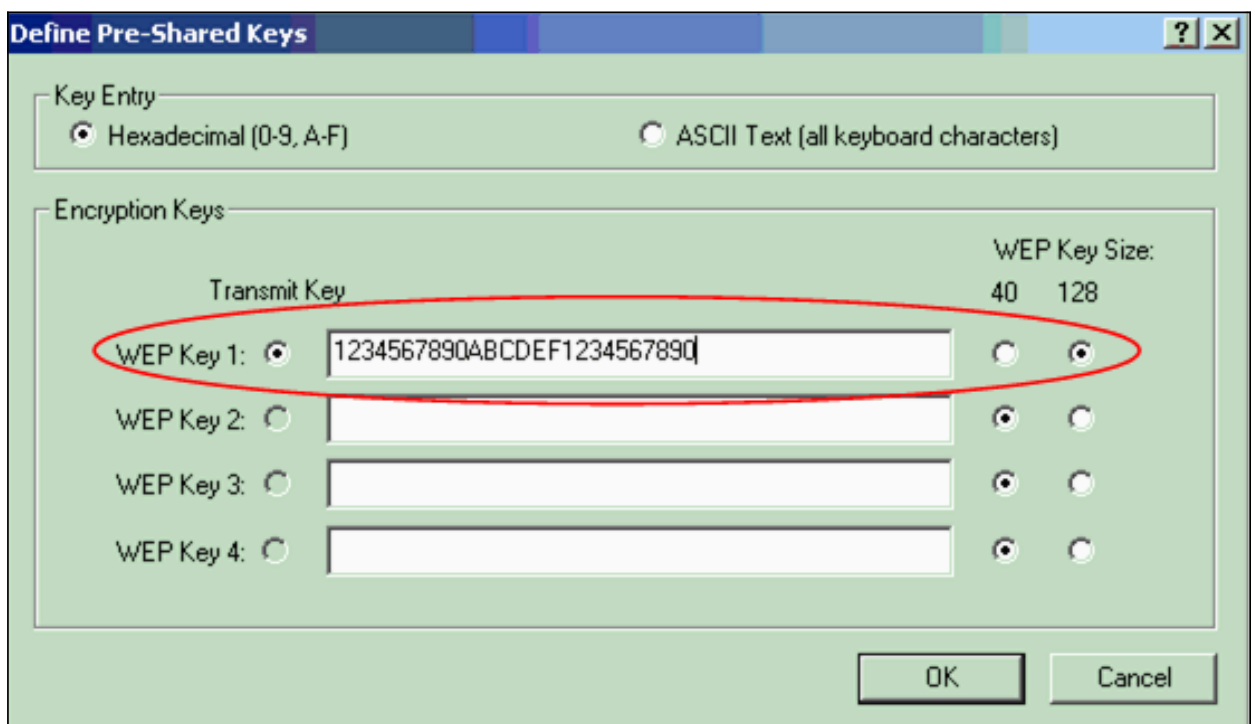 Define Pre-Shared Keys
Key Entry
Hexadecimal (0-9, A-F) ASCII Text (all keyboard characters)
Encryption Keys
WEP Key Size:
Transmit Key 40 128
WEP Key 1: 1234567890ABCDEF1234567890
WEP Key 2:
WEP Key 3:
WEP Key 4:
OK Cancel